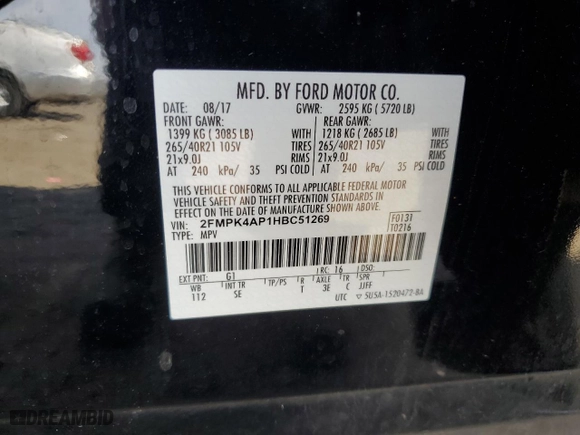 MFD. BY FORD MOTOR CO.
DATE: 08/17 GVWR: 2595 KG ( 5720 LB)
FRONT GAWR: REAR GAWR:
1399 KG ( 3085 LB) WITH 1218 KG ( 2685 LB) WITH
265/40R21 105V TIRES 265/40R21 105V TIRES
21x9.0J RIMS 21x9.0J RIMS
AT 240 kPa/ 35 PSI COLD AT 240 kPa/ 35 PSI COLD
THIS VEHICLE CONFORMS TO ALL APPLICABLE FEDERAL MOTOR
VEHICLE SAFETY AND THEFT PREVENTION STANDARDS IN
EFFECT ON THE DATE OF MANUFACTURE SHOWN ABOVE.
VIN: 2FMPK4AP1HBC51269 F0131
TYPE: MPV T0216
EXT PNT: G1 RC: 16 DSO:
WB INT TR TP/PS R AXLE TR SPR
112 SE T 3E C JJFF
UTC ▽ 5U5A-1520472-BA
DREAMBID